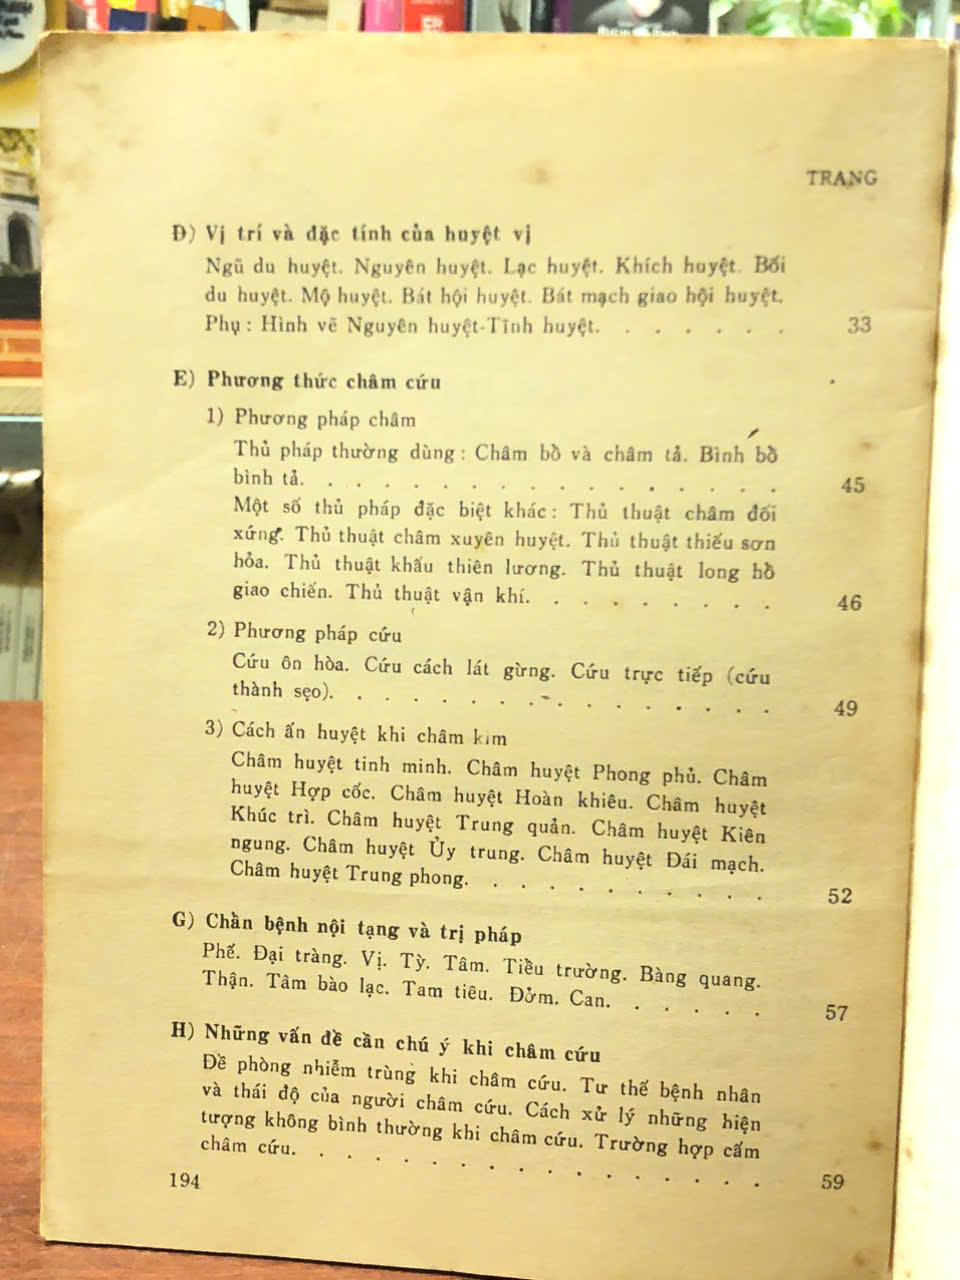 TRANG
D) Vị trí và đặc tính của huyệt vị
Ngũ du huyệt. Nguyên huyệt. Lạc huyệt. Khích huyệt. Bối
du huyệt. Mộ huyệt. Bát hội huyệt. Bát mạch giao hội huyệt.
Phụ : Hình vẽ Nguyên huyệt-Tĩnh huyệt. . . . . . . 33
E) Phương thức châm cứu
1) Phương pháp châm
Thủ pháp thường dùng : Châm bổ và châm tả. Bình bổ
bình tả. . . . . . . . . . . . . . . . 45
Một số thủ pháp đặc biệt khác : Thủ thuật châm đối
xứng. Thủ thuật châm xuyên huyệt. Thủ thuật thiếu sơn
hỏa. Thủ thuật khấu thiên lương. Thủ thuật long hổ
giao chiến. Thủ thuật vận khí. . . . . . . . . 46
2) Phương pháp cứu
Cứu ôn hòa. Cứu cách lát gừng. Cứu trực tiếp (cứu
thành sẹo). . . . . . . . . . . . . . . 49
3) Cách ấn huyệt khi châm kim
Châm huyệt tinh minh. Châm huyệt Phong phủ. Châm
huyệt Hợp cốc. Châm huyệt Hoàn khiêu. Châm huyệt
Khúc trì. Châm huyệt Trung quản. Châm huyệt Kiên
ngung. Châm huyệt Ủy trung. Châm huyệt Đái mạch.
Châm huyệt Trung phong. . . . . . . . . . . 52
G) Chẩn bệnh nội tạng và trị pháp
Phế. Đại tràng. Vị. Tỳ. Tâm. Tiểu trường. Bàng quang.
Thận. Tâm bào lạc. Tam tiêu. Đởm. Can. . . . . . 57
H) Những vấn đề cần chú ý khi châm cứu
Đề phòng nhiễm trùng khi châm cứu. Tư thế bệnh nhân
và thái độ của người châm cứu. Cách xử lý những hiện
tượng không bình thường khi châm cứu. Trường hợp cấm
châm cứu. . . . . . . . . . . . . . . . . 59
194